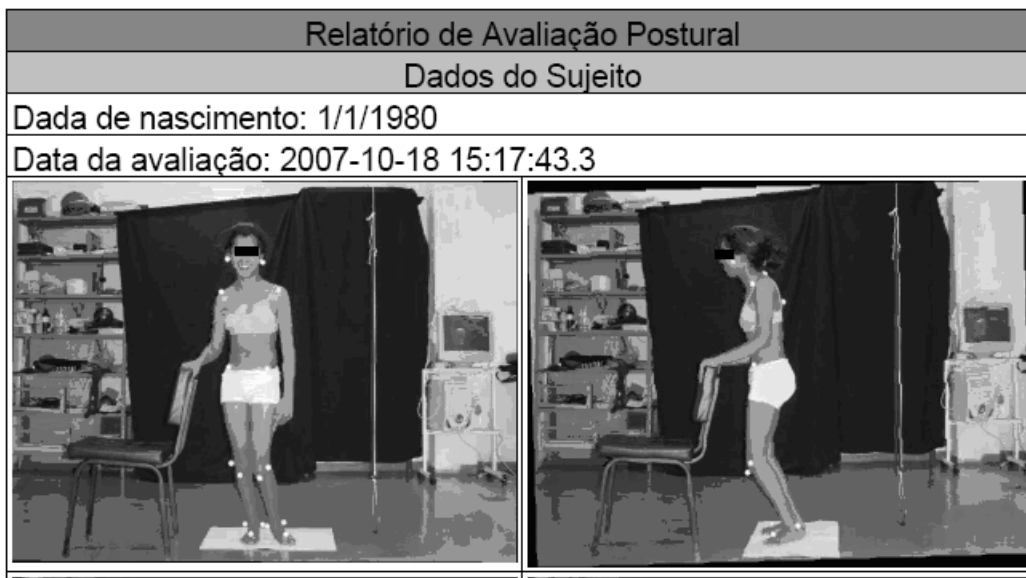 Relatório de Avaliação Postural
Dados do Sujeito
Dada de nascimento: 1/1/1980
Data da avaliação: 2007-10-18 15:17:43.3